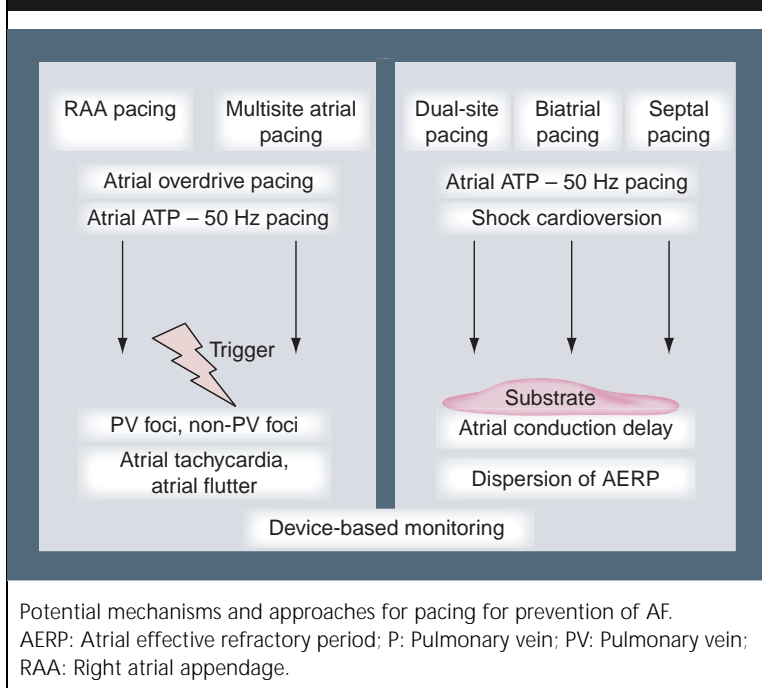 RAA pacing
Multisite atrial
pacing
Atrial overdrive pacing
Atrial ATP – 50 Hz pacing
Trigger
PV foci, non-PV foci
Atrial tachycardia,
atrial flutter
Dual-site
pacing
Biatrial
pacing
Septal
pacing
Atrial ATP – 50 Hz pacing
Shock cardioversion
Substrate
Atrial conduction delay
Dispersion of AERP
Device-based monitoring
Potential mechanisms and approaches for pacing for prevention of AF.
AERP: Atrial effective refractory period; P: Pulmonary vein; PV: Pulmonary vein;
RAA: Right atrial appendage.